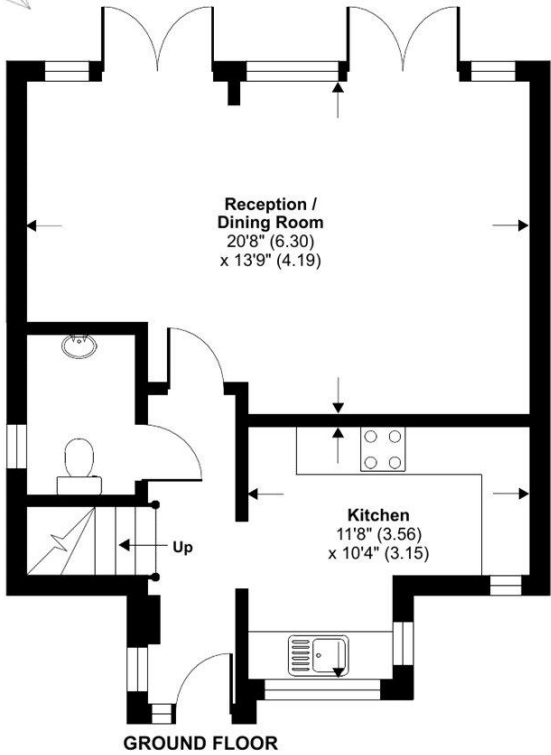 Reception /
Dining Room
20'8" (6.30)
x 13'9" (4.19)
Kitchen
11'8" (3.56)
x 10'4" (3.15)
Up
GROUND FLOOR